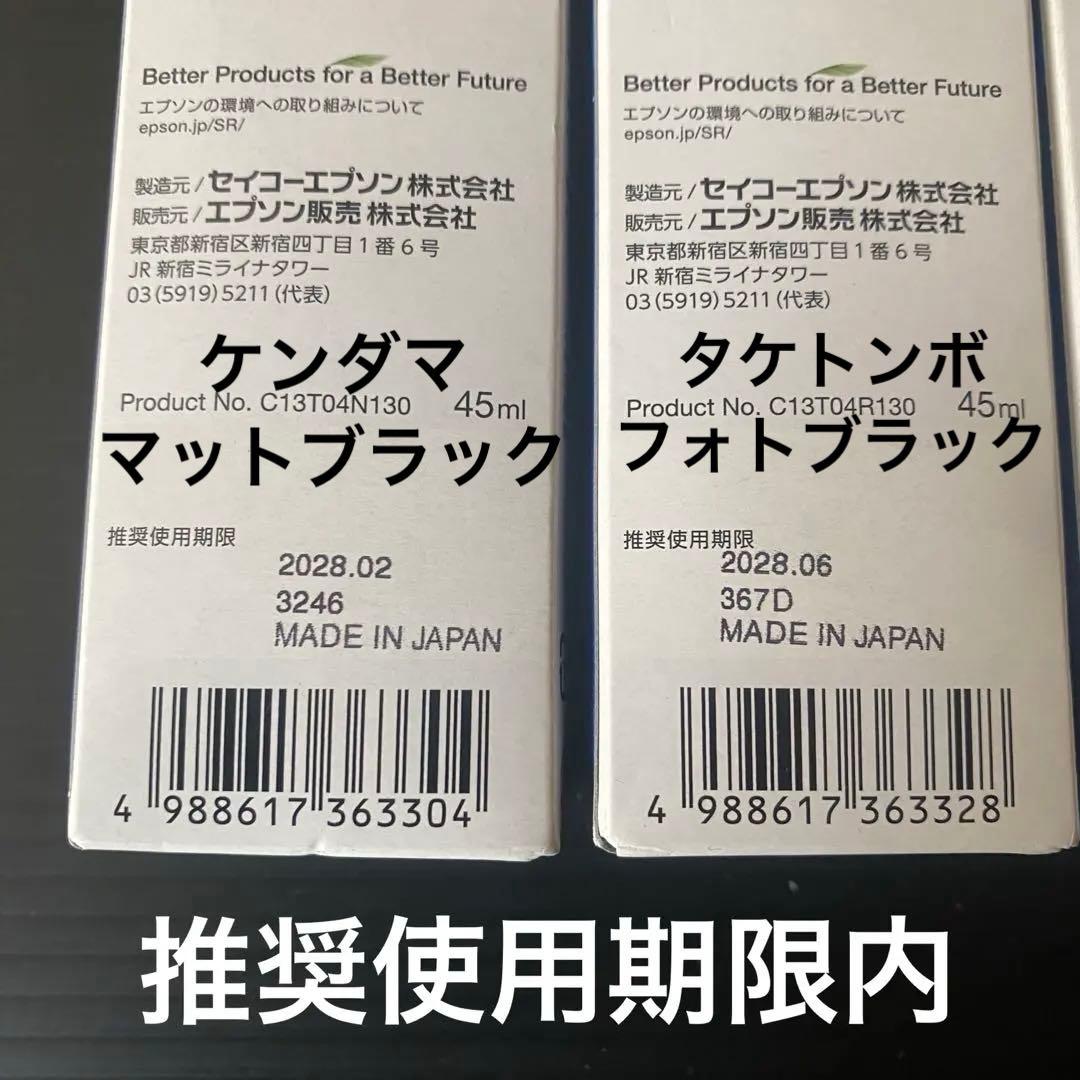 Better Products for a Better Future
エプソンの環境への取り組みについて
epson.jp/SR/
製造元/セイコーエプソン株式会社
販売元/エプソン販売株式会社
東京都新宿区新宿四丁目1番6号
JR新宿ミライナタワー
03(5919)5211(代表)
ケンダマ
Product No. C13T04N130 45ml
マットブラック
推奨使用期限
2028.02
3246
MADE IN JAPAN
4 988617 363304
Better Products for a Better Future
エプソンの環境への取り組みについて
epson.jp/SR/
製造元/セイコーエプソン株式会社
販売元/エプソン販売株式会社
東京都新宿区新宿四丁目1番6号
JR新宿ミライナタワー
03(5919)5211(代表)
タケトンボ
Product No. C13T04R130 45ml
フォトブラック
推奨使用期限
2028.06
367D
MADE IN JAPAN
4 988617 363328
推奨使用期限内